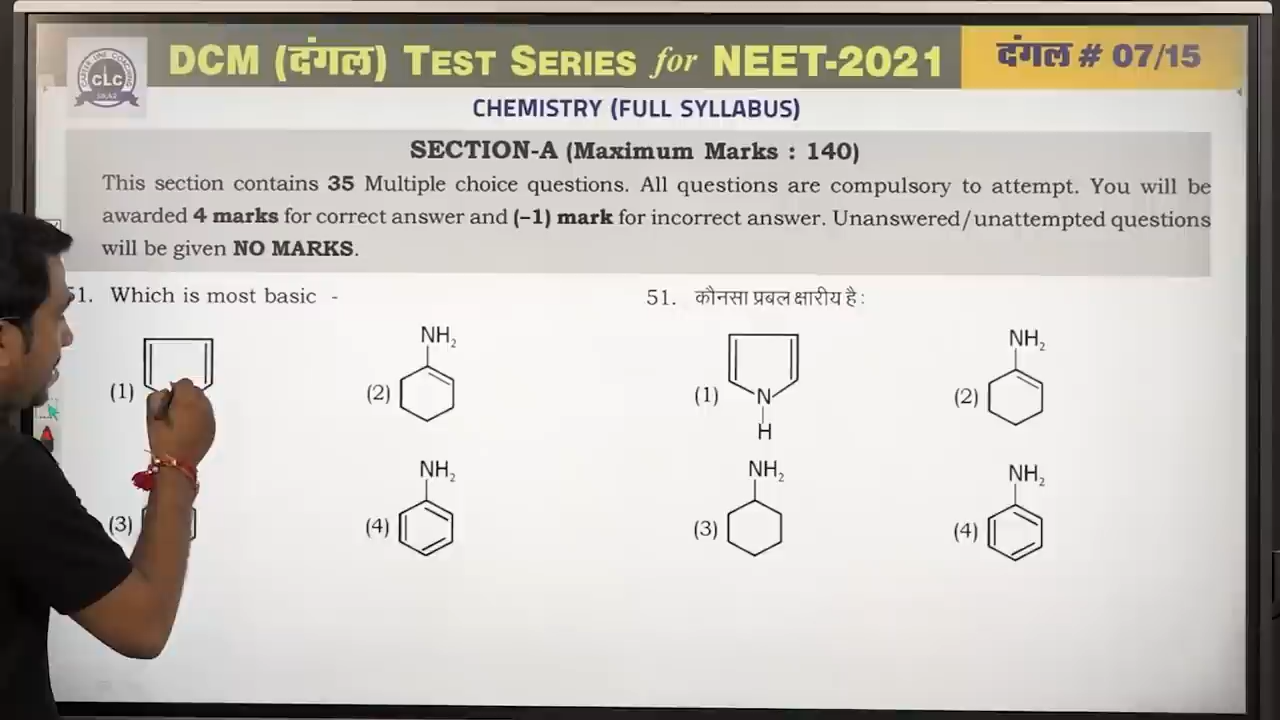 DCM (दंगल) TEST SERIES for NEET-2021
दंगल # 07/15
CLC
CHEMISTRY (FULL SYLLABUS)
SECTION-A (Maximum Marks : 140)
This section contains 35 Multiple choice questions. All questions are compulsory to attempt. You will be
awarded 4 marks for correct answer and (–1) mark for incorrect answer. Unanswered/unattempted questions
will be given NO MARKS.
51. Which is most basic -
(1)
(2) NH₂
(3)
(4) NH₂
51. कौनसा प्रबल क्षारीय है :
(1) N H
(2) NH₂
(3) NH₂
(4) NH₂